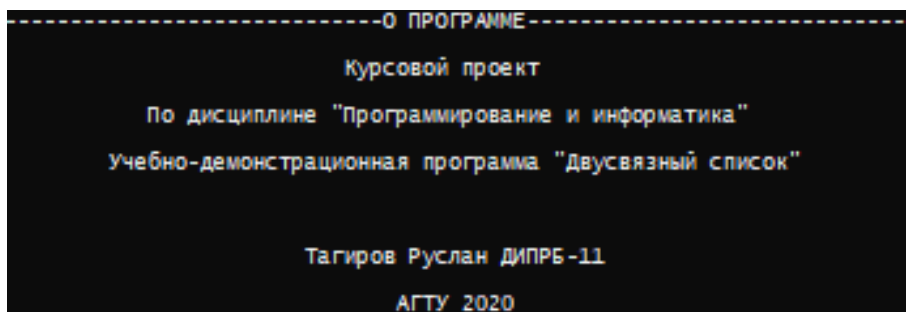 -----------------------------О ПРОГРАММЕ-----------------------------
Курсовой проект
По дисциплине "Программирование и информатика"
Учебно-демонстрационная программа "Двусвязный список"
Тагиров Руслан ДИПРБ-11
АГТУ 2020